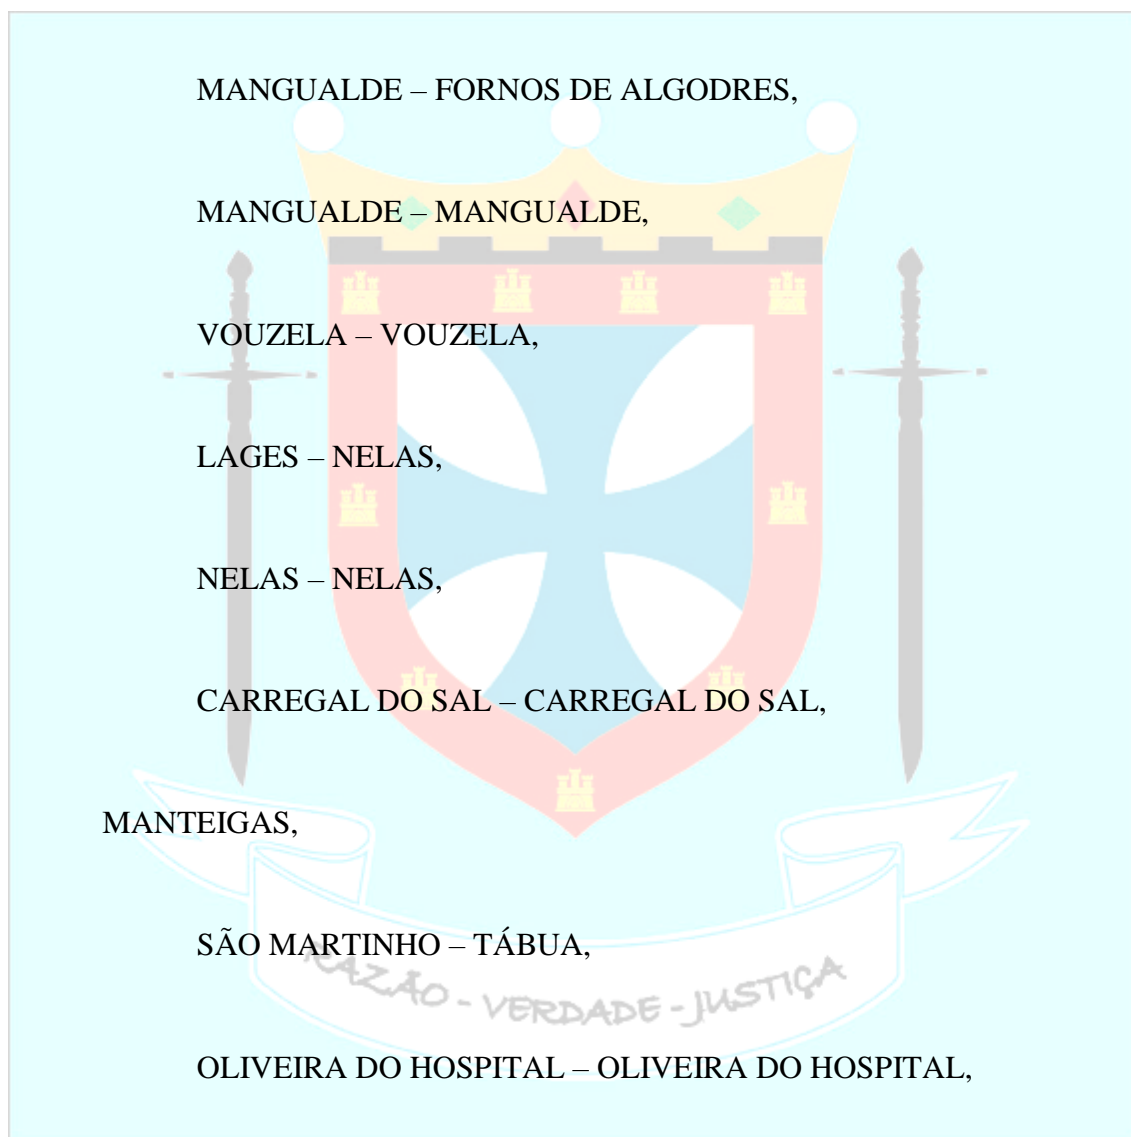 MANGUALDE – FORNOS DE ALGODRES,
MANGUALDE – MANGUALDE,
VOUZELA – VOUZELA,
LAGES – NELAS,
NELAS – NELAS,
CARREGAL DO SAL – CARREGAL DO SAL,
MANTEIGAS,
SÃO MARTINHO – TÁBUA,
RAZÃO - VERDADE - JUSTIÇA
OLIVEIRA DO HOSPITAL – OLIVEIRA DO HOSPITAL,